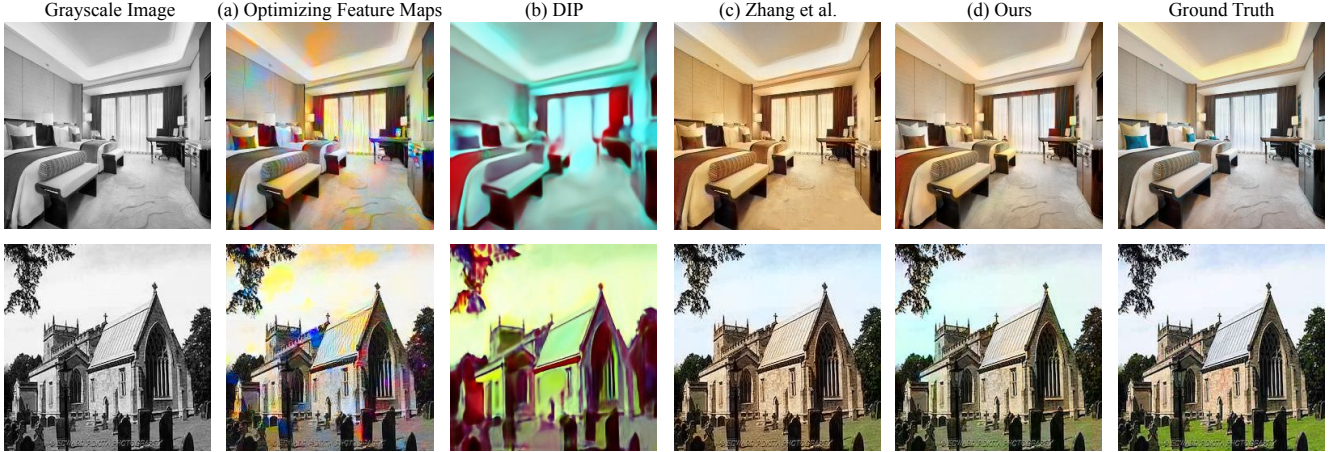 Grayscale Image
(a) Optimizing Feature Maps
(b) DIP
(c) Zhang et al.
(d) Ours
Ground Truth